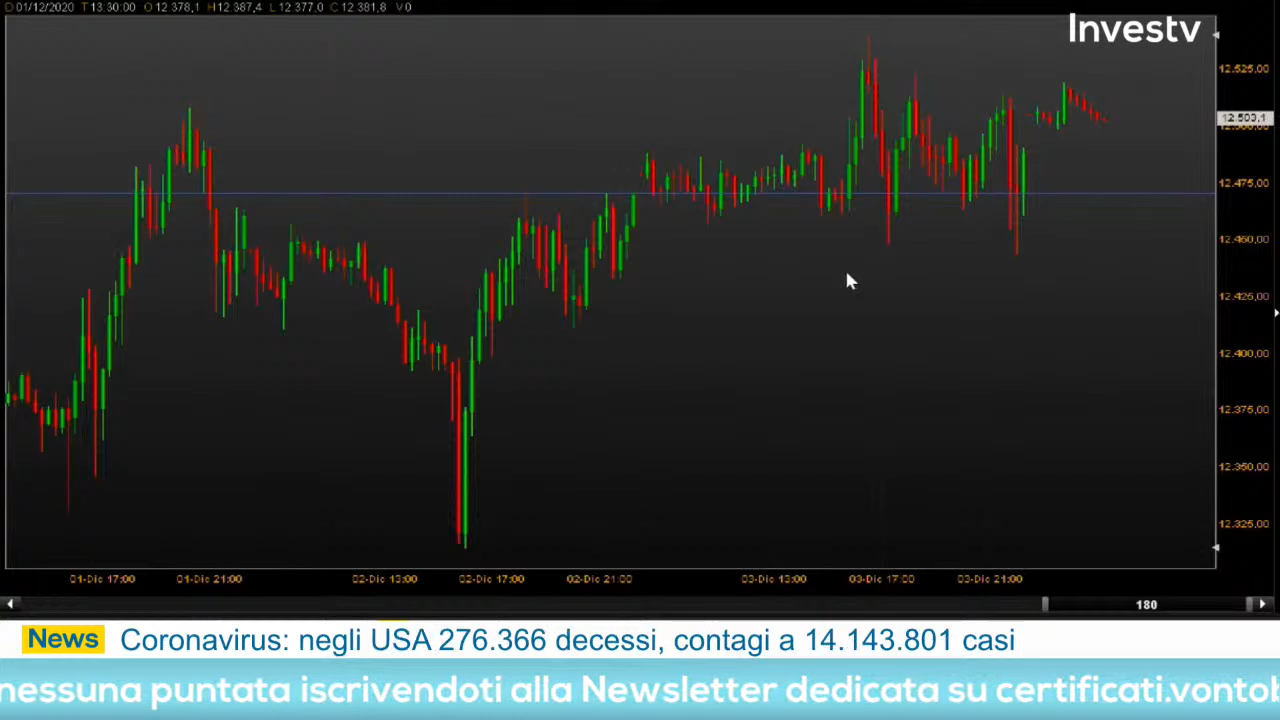 D 01/12/2020 T 13.30:00 O 12.378,1 H 12.387,4 L 12.377,0 C 12.381,8 V 0
Investv
12.525,00
12.503,1
12.475,00
12.450,00
12.425,00
12.400,00
12.375,00
12.350,00
12.325,00
01-Dic 17:00 01-Dic 21:00 02-Dic 13:00 02-Dic 17:00 02-Dic 21:00 03-Dic 13:00 03-Dic 17:00 03-Dic 21:00
180
News Coronavirus: negli USA 276.366 decessi, contagi a 14.143.801 casi
nessuna puntata iscrivendoti alla Newsletter dedicata su certificati.vontob